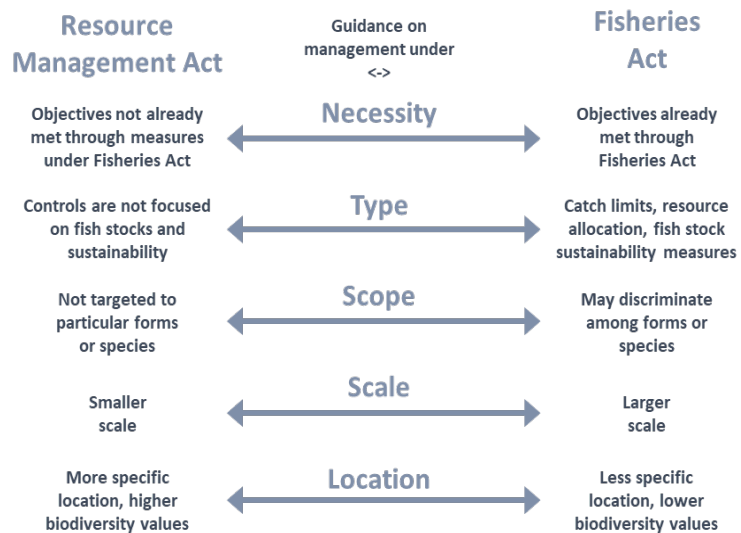 Resource
Management Act
Guidance on
management under
<->
Fisheries
Act
Objectives not already
met through measures
under Fisheries Act
Necessity
Objectives already
met through
Fisheries Act
Controls are not focused
on fish stocks and
sustainability
Type
Catch limits, resource
allocation, fish stock
sustainability measures
Not targeted to
particular forms
or species
Scope
May discriminate
among forms or
species
Smaller
scale
Scale
Larger
scale
More specific
location, higher
biodiversity values
Location
Less specific
location, lower
biodiversity values